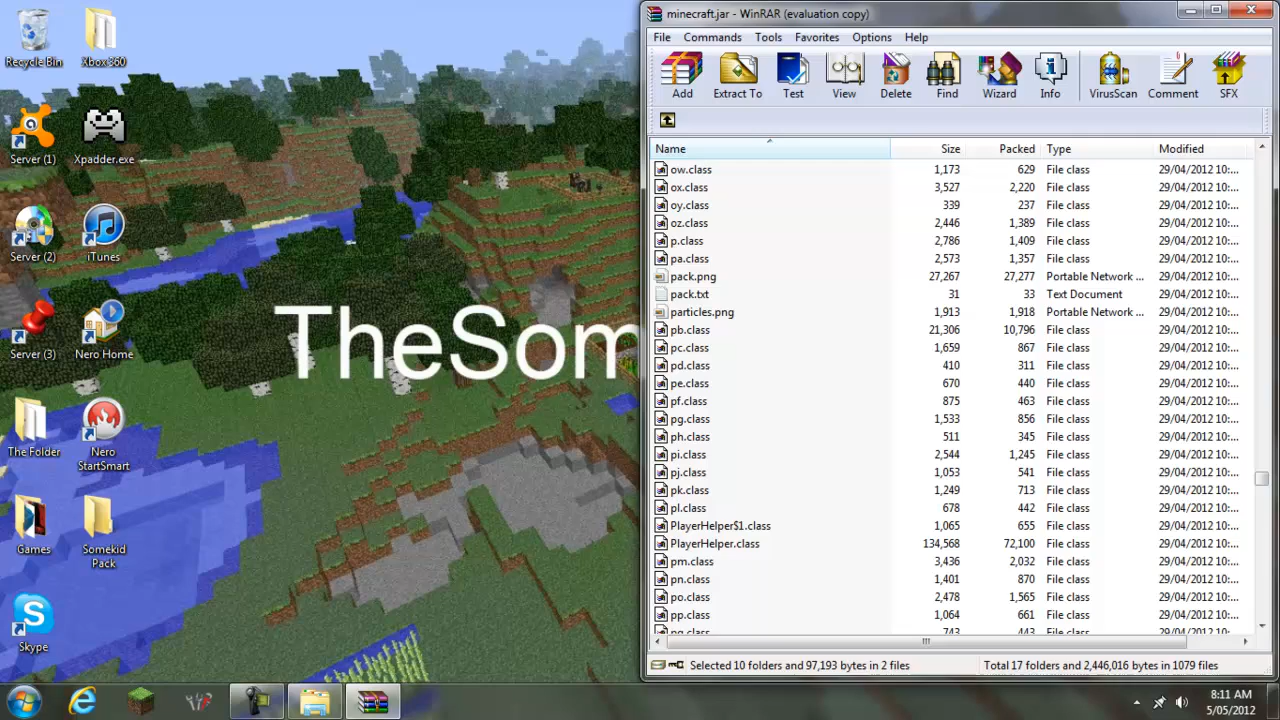 Recycle Bin
Xbox 360
Server (1)
Xpadder.exe
Server (2)
iTunes
Server (3)
Nero Home
The Folder
Nero
StartSmart
Games
Somekid
Pack
Skype
TheSom
minecraft.jar - WinRAR (evaluation copy)
File Commands Tools Favorites Options Help
Add Extract To Test View Delete Find Wizard Info VirusScan Comment SFX
Name Size Packed Type Modified
ow.class 1,173 629 File class 29/04/2012 10:...
ox.class 3,527 2,220 File class 29/04/2012 10:...
oy.class 339 237 File class 29/04/2012 10:...
oz.class 2,446 1,389 File class 29/04/2012 10:...
p.class 2,786 1,409 File class 29/04/2012 10:...
pa.class 2,573 1,357 File class 29/04/2012 10:...
pack.png 27,267 27,277 Portable Network ... 29/04/2012 10:...
pack.txt 31 33 Text Document 29/04/2012 10:...
particles.png 1,913 1,918 Portable Network ... 29/04/2012 10:...
pb.class 21,306 10,796 File class 29/04/2012 10:...
pc.class 1,659 867 File class 29/04/2012 10:...
pd.class 410 311 File class 29/04/2012 10:...
pe.class 670 440 File class 29/04/2012 10:...
pf.class 875 463 File class 29/04/2012 10:...
pg.class 1,533 856 File class 29/04/2012 10:...
ph.class 511 345 File class 29/04/2012 10:...
pi.class 2,544 1,245 File class 29/04/2012 10:...
pj.class 1,053 541 File class 29/04/2012 10:...
pk.class 1,249 713 File class 29/04/2012 10:...
pl.class 678 442 File class 29/04/2012 10:...
PlayerHelper$1.class 1,065 655 File class 29/04/2012 10:...
PlayerHelper.class 134,568 72,100 File class 29/04/2012 10:...
pm.class 3,436 2,032 File class 29/04/2012 10:...
pn.class 1,401 870 File class 29/04/2012 10:...
po.class 2,478 1,565 File class 29/04/2012 10:...
pp.class 1,064 661 File class 29/04/2012 10:...
pq.class 743 443 File class 29/04/2012 10:...
Selected 10 folders and 97,193 bytes in 2 files Total 17 folders and 2,446,016 bytes in 1079 files
8:11 AM
5/05/2012